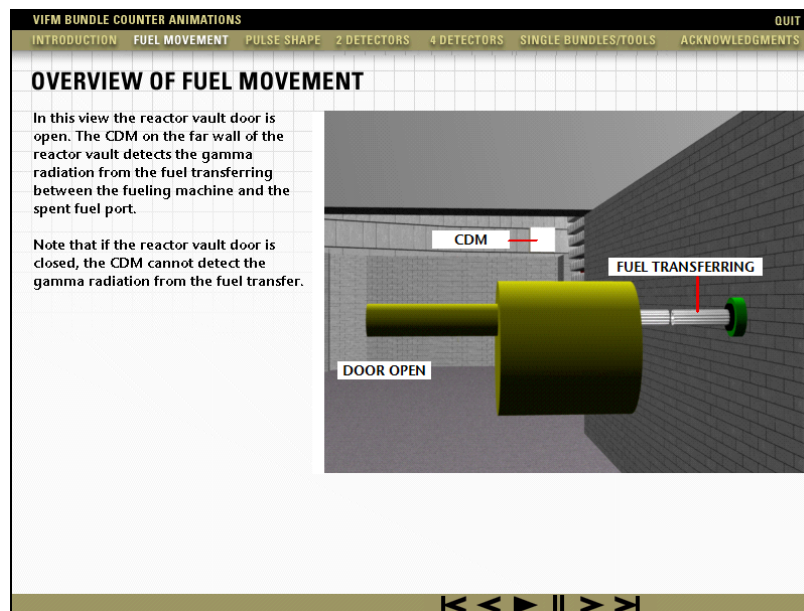 VIFM BUNDLE COUNTER ANIMATIONS QUIT
INTRODUCTION FUEL MOVEMENT PULSE SHAPE 2 DETECTORS 4 DETECTORS SINGLE BUNDLES/TOOLS ACKNOWLEDGMENTS
OVERVIEW OF FUEL MOVEMENT
In this view the reactor vault door is
open. The CDM on the far wall of the
reactor vault detects the gamma
radiation from the fuel transferring
between the fueling machine and the
spent fuel port.
Note that if the reactor vault door is
closed, the CDM cannot detect the
gamma radiation from the fuel transfer.
CDM
FUEL TRANSFERRING
DOOR OPEN